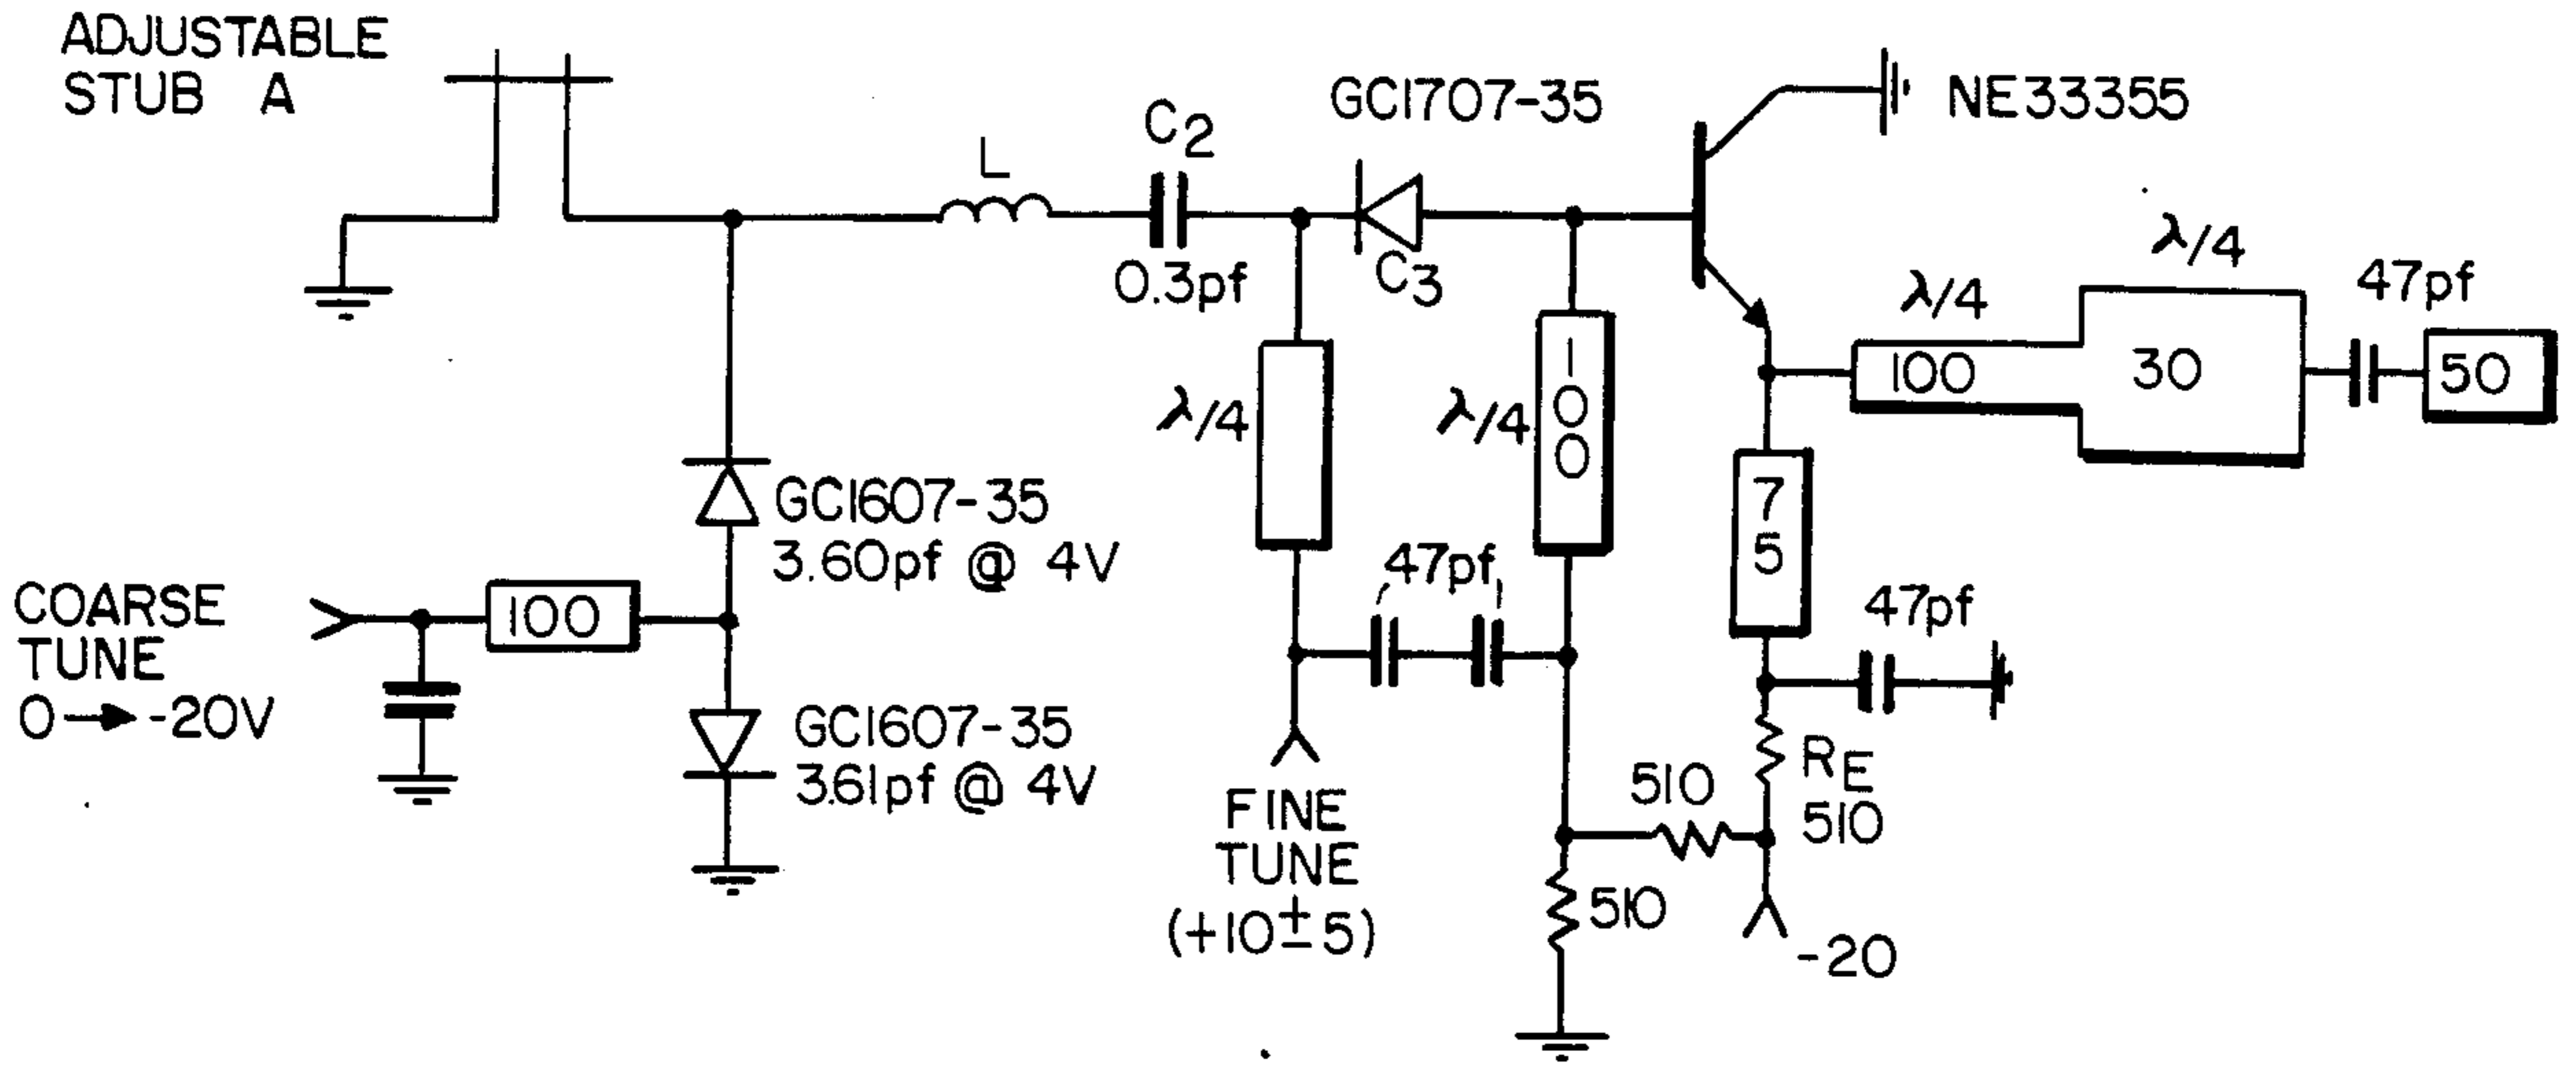 ADJUSTABLE
STUB A
L
C2
0.3pf
GC1707-35
C3
NE33355
λ/4
λ/4
47pf
100
30
50
λ/4
λ/4
100
75
GC1607-35
3.60pf @ 4V
47pf
47pf
COARSE
TUNE
0→-20V
100
GC1607-35
3.61pf @ 4V
RE
510
510
FINE
TUNE
(+10±5)
510
-20